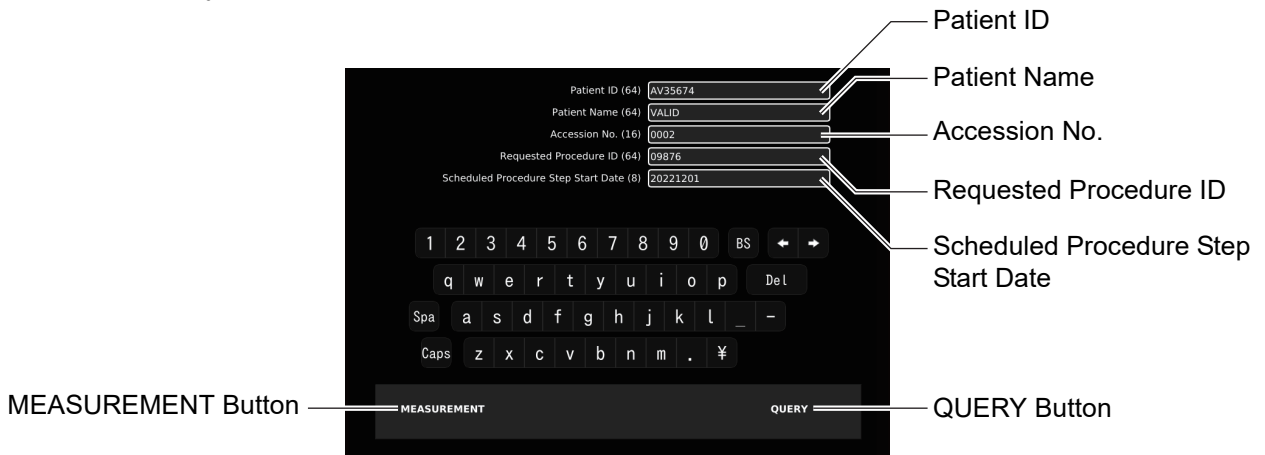 Patient ID
Patient ID (64) AV35674
Patient Name
Patient Name (64) VALID
Accession No. (16) 0002
Accession No.
Requested Procedure ID (64) 09876
Requested Procedure ID
Scheduled Procedure Step Start Date (8) 20221201
Scheduled Procedure Step
Start Date
1 2 3 4 5 6 7 8 9 0 BS ← →
q w e r t y u i o p Del
Spa a s d f g h j k l _ -
Caps z x c v b n m . ¥
MEASUREMENT Button
MEASUREMENT QUERY
QUERY Button